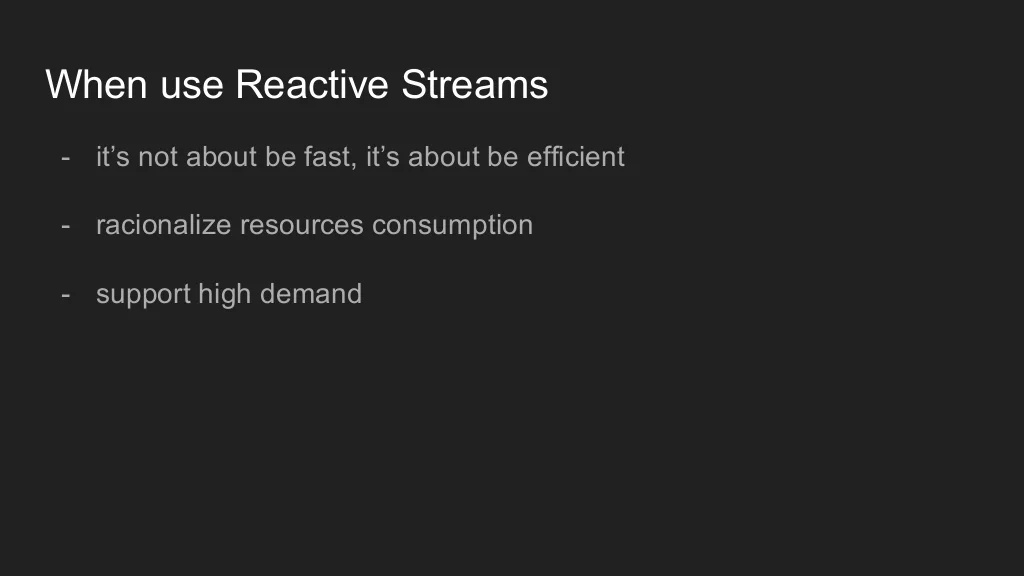 When use Reactive Streams
- it’s not about be fast, it’s about be efficient
- racionalize resources consumption
- support high demand